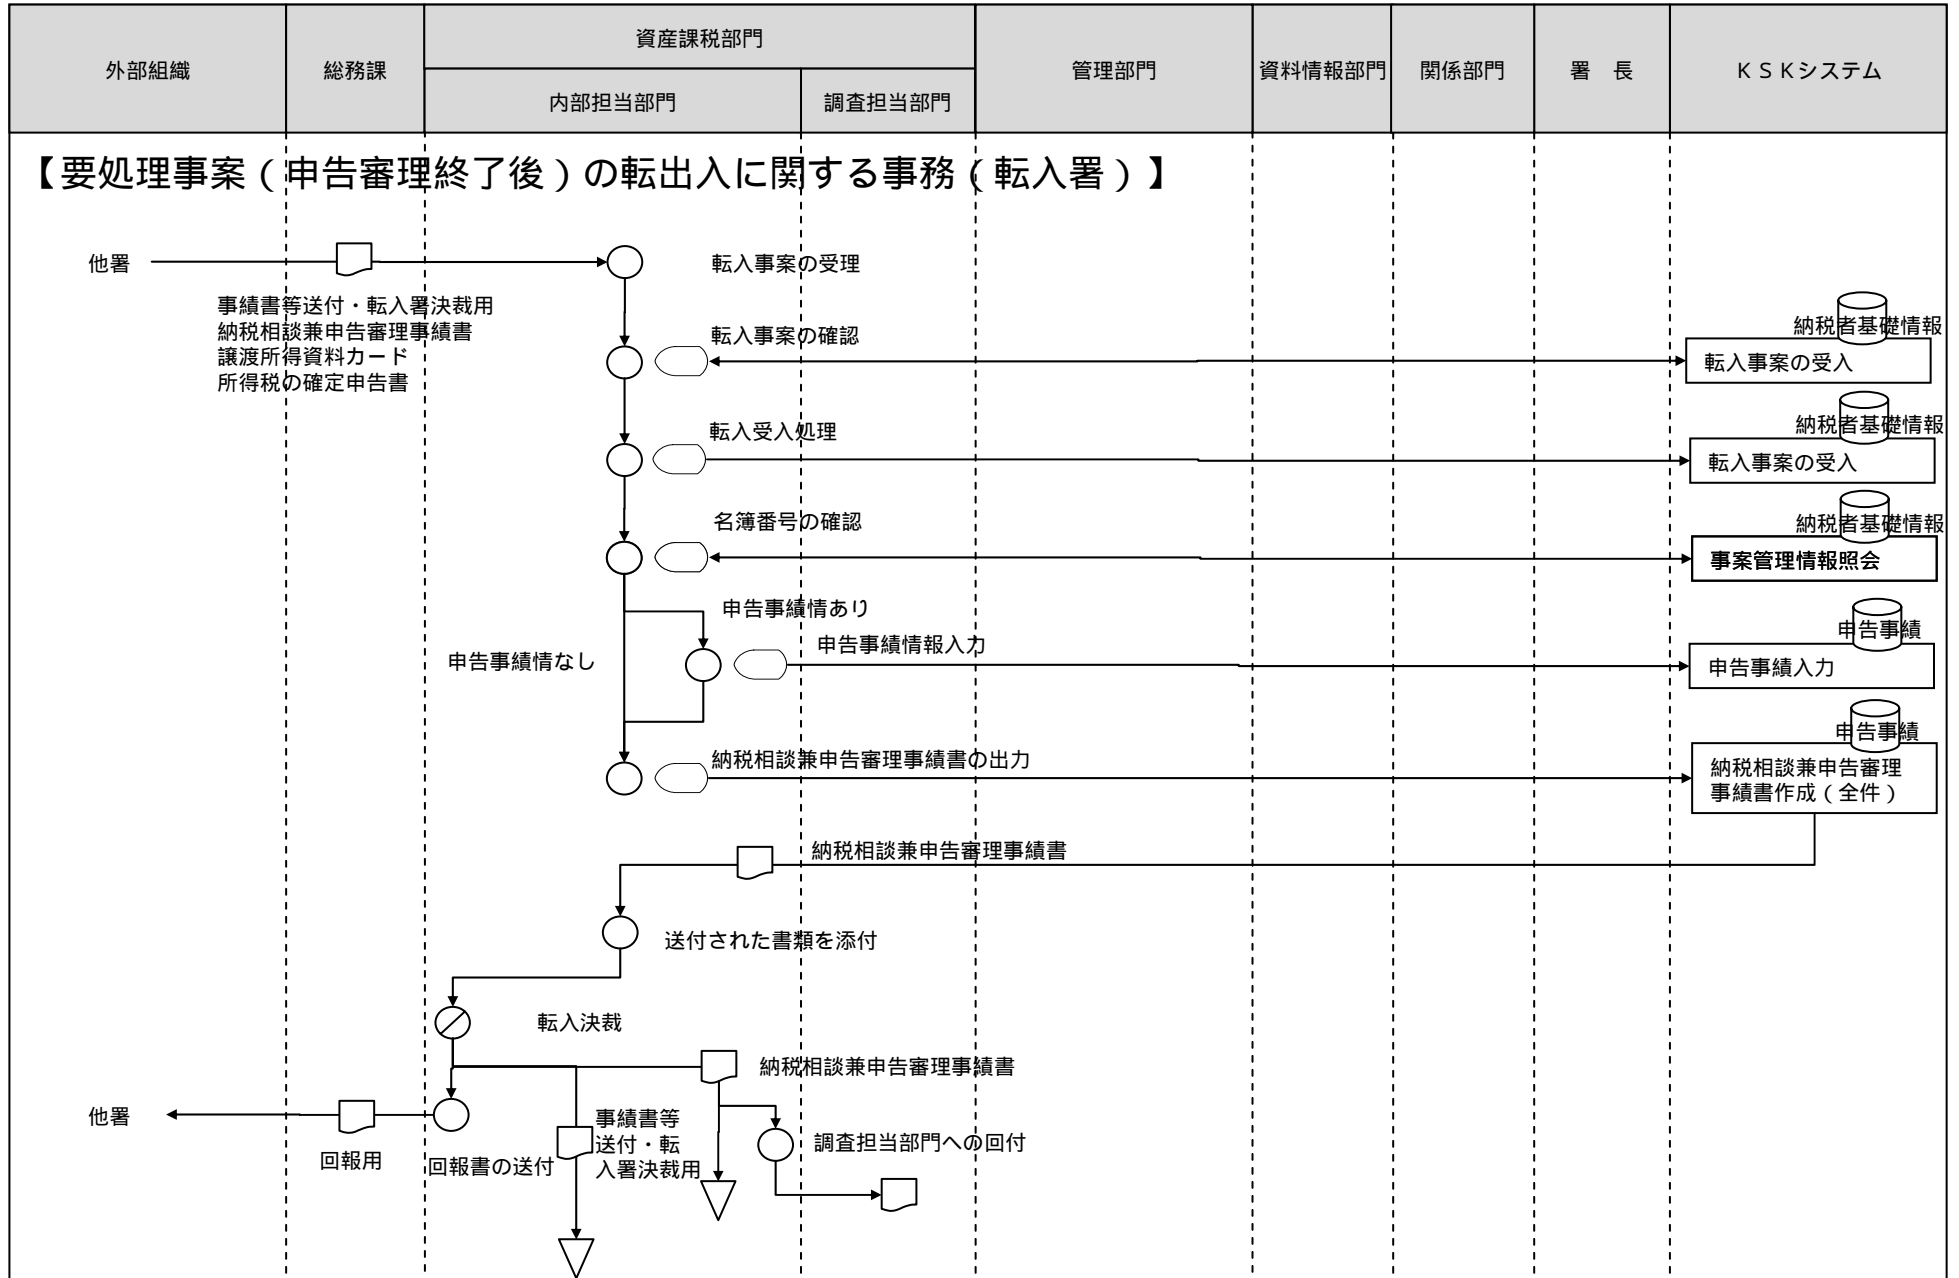 外部組織
総務課
資産課税部門
内部担当部門
調査担当部門
管理部門
資料情報部門
関係部門
署　長
ＫＳＫシステム
【要処理事案（申告審理終了後）の転出入に関する事務（転入署）】
他署
転入事案の受理
事績書等送付・転入署決裁用
納税相談兼申告審理事績書
譲渡所得資料カード
所得税の確定申告書
転入事案の確認
納税者基礎情報
転入事案の受入
転入受入処理
納税者基礎情報
転入事案の受入
名簿番号の確認
納税者基礎情報
事案管理情報照会
申告事績情あり
申告事績情なし
申告事績情報入力
申告事績
申告事績入力
納税相談兼申告審理事績書の出力
申告事績
納税相談兼申告審理
事績書作成（全件）
納税相談兼申告審理事績書
送付された書類を添付
転入決裁
納税相談兼申告審理事績書
他署
回報用
回報書の送付
事績書等
送付・転
入署決裁用
調査担当部門への回付